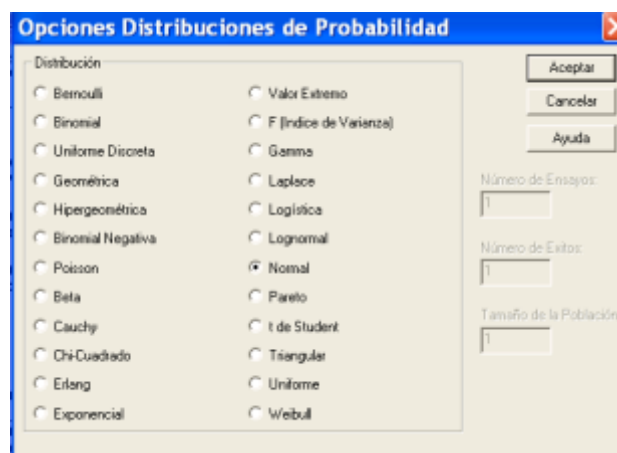 Opciones Distribuciones de Probabilidad
Distribución
Bernoulli
Binomial
Uniforme Discreta
Geométrica
Hipergeométrica
Binomial Negativa
Poisson
Beta
Cauchy
Chi-Cuadrado
Erlang
Exponencial
Valor Extremo
F (Indice de Varianza)
Gamma
Laplace
Logística
Lognormal
Normal
Pareto
t de Student
Triangular
Uniforme
Weibull
Aceptar
Cancelar
Ayuda
Número de Ensayos:
1
Número de Exitos:
1
Tamaño de la Población
1